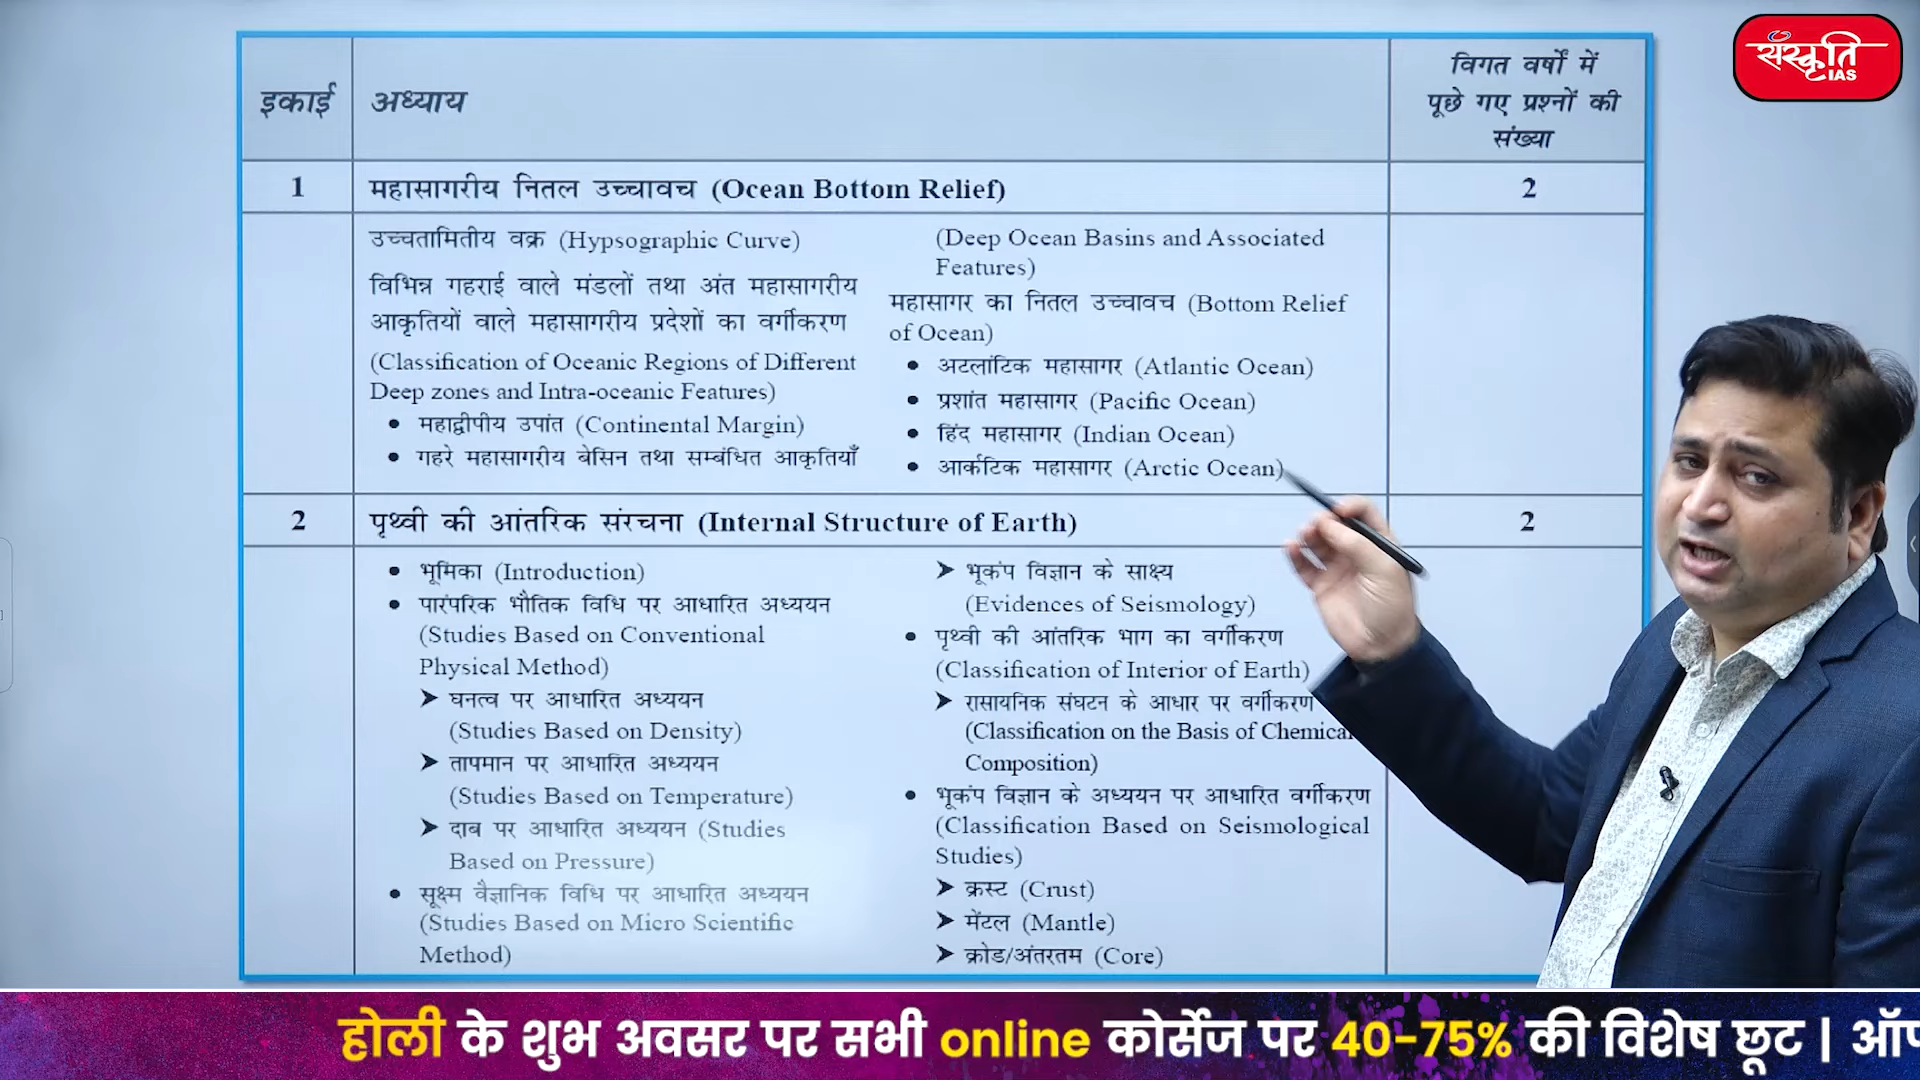 संस्कृति
IAS
इकाई
अध्याय
विगत वर्षों में
पूछे गए प्रश्नों की
संख्या
1
महासागरीय नितल उच्चावच (Ocean Bottom Relief)
2
उच्चतामितीय वक्र (Hypsographic Curve)
विभिन्न गहराई वाले मंडलों तथा अंत महासागरीय
आकृतियों वाले महासागरीय प्रदेशों का वर्गीकरण
(Classification of Oceanic Regions of Different
Deep zones and Intra-oceanic Features)
• महाद्वीपीय उपांत (Continental Margin)
• गहरे महासागरीय बेसिन तथा सम्बंधित आकृतियाँ
(Deep Ocean Basins and Associated
Features)
महासागर का नितल उच्चावच (Bottom Relief
of Ocean)
• अटलांटिक महासागर (Atlantic Ocean)
• प्रशांत महासागर (Pacific Ocean)
• हिंद महासागर (Indian Ocean)
• आर्कटिक महासागर (Arctic Ocean)
2
पृथ्वी की आंतरिक संरचना (Internal Structure of Earth)
2
• भूमिका (Introduction)
• पारंपरिक भौतिक विधि पर आधारित अध्ययन
(Studies Based on Conventional
Physical Method)
➤ घनत्व पर आधारित अध्ययन
(Studies Based on Density)
➤ तापमान पर आधारित अध्ययन
(Studies Based on Temperature)
➤ दाब पर आधारित अध्ययन (Studies
Based on Pressure)
• सूक्ष्म वैज्ञानिक विधि पर आधारित अध्ययन
(Studies Based on Micro Scientific
Method)
➤ भूकंप विज्ञान के साक्ष्य
(Evidences of Seismology)
• पृथ्वी की आंतरिक भाग का वर्गीकरण
(Classification of Interior of Earth)
➤ रासायनिक संघटन के आधार पर वर्गीकरण
(Classification on the Basis of Chemical
Composition)
• भूकंप विज्ञान के अध्ययन पर आधारित वर्गीकरण
(Classification Based on Seismological
Studies)
➤ क्रस्ट (Crust)
➤ मेंटल (Mantle)
➤ क्रोड/अंतरतम (Core)
होली के शुभ अवसर पर सभी online कोर्सेज पर 40-75% की विशेष छूट | ऑफ